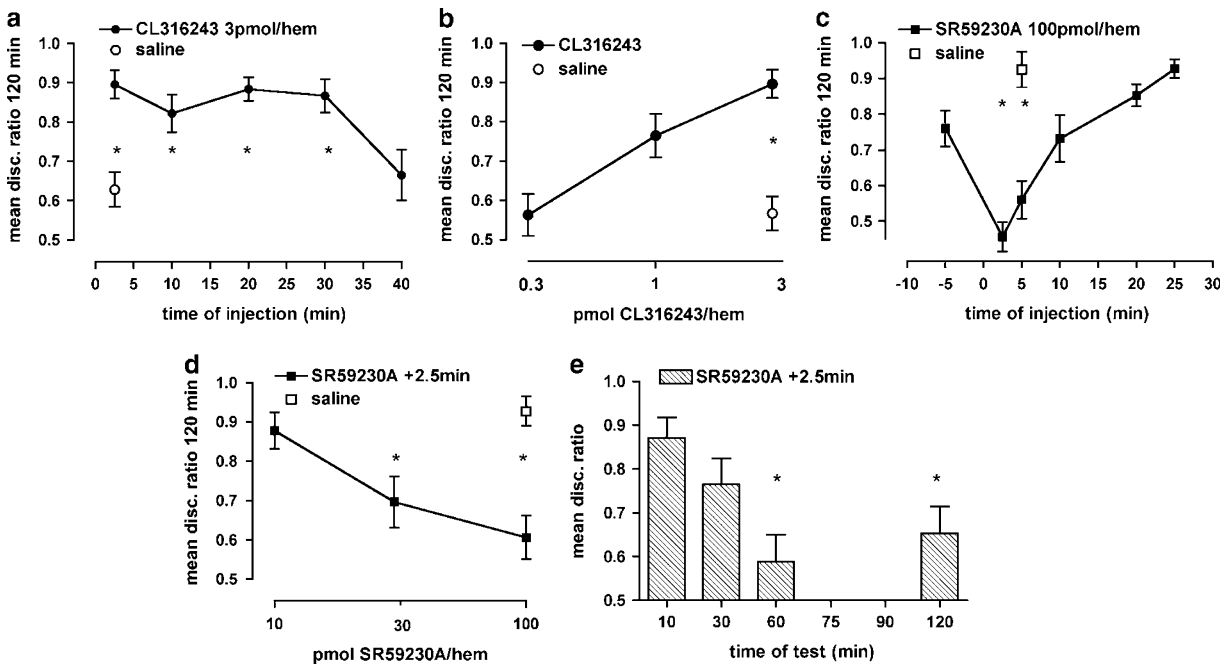 a
CL316243 3pmol/hem
saline
mean disc. ratio 120 min
1.0
0.9
0.8
0.7
0.6
0.5
* * * *
0 5 10 15 20 25 30 35 40
time of injection (min)
b
CL316243
saline
mean disc. ratio 120 min
1.0
0.9
0.8
0.7
0.6
0.5
*
0.3 1 3
pmol CL316243/hem
c
SR59230A 100pmol/hem
saline
mean disc. ratio 120 min
1.0
0.9
0.8
0.7
0.6
0.5
* *
-10 -5 0 5 10 15 20 25 30
time of injection (min)
d
SR59230A +2.5min
saline
mean disc. ratio 120 min
1.0
0.9
0.8
0.7
0.6
0.5
* *
10 30 100
pmol SR59230A/hem
e
SR59230A +2.5min
mean disc. ratio
1.0
0.9
0.8
0.7
0.6
0.5
* *
10 30 60 75 90 120
time of test (min)